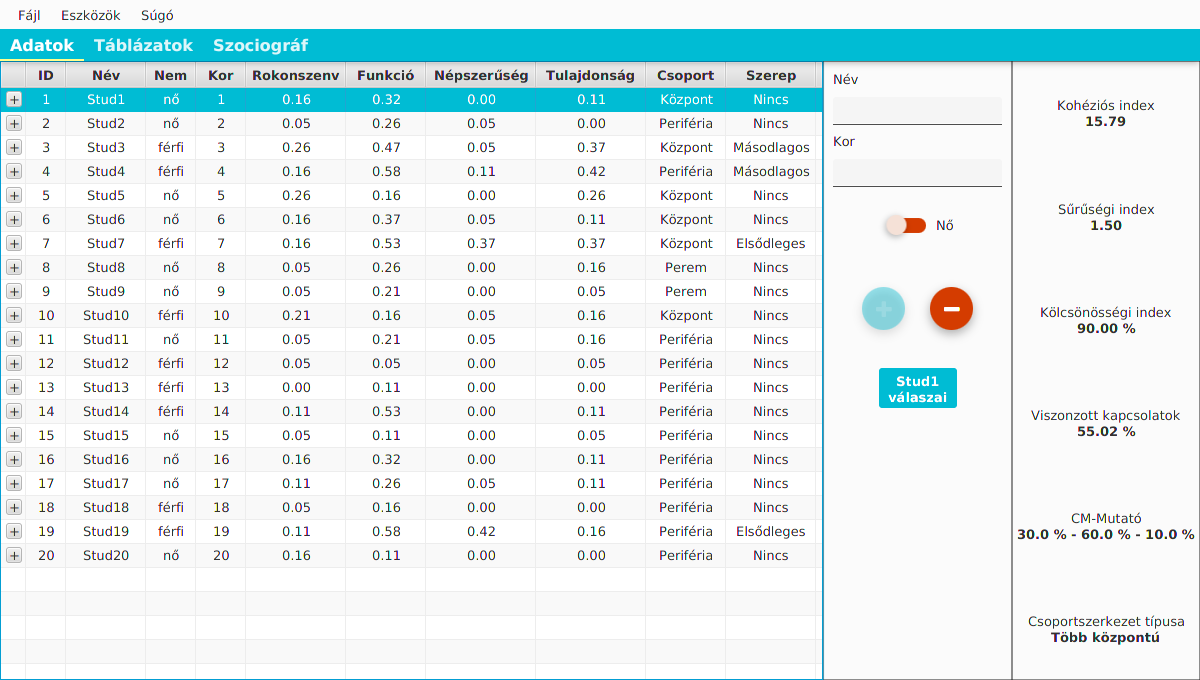 Fájl Eszközök Súgó
Adatok Táblázatok Szociográf
ID Név Nem Kor Rokonszenv Funkció Népszerűség Tulajdonság Csoport Szerep
1 Stud1 nő 1 0.16 0.32 0.00 0.11 Központ Nincs
2 Stud2 nő 2 0.05 0.26 0.05 0.00 Periféria Nincs
3 Stud3 férfi 3 0.26 0.47 0.05 0.37 Központ Másodlagos
4 Stud4 férfi 4 0.16 0.58 0.11 0.42 Periféria Másodlagos
5 Stud5 nő 5 0.26 0.16 0.00 0.26 Központ Nincs
6 Stud6 nő 6 0.16 0.37 0.05 0.11 Központ Nincs
7 Stud7 férfi 7 0.16 0.53 0.37 0.37 Központ Elsődleges
8 Stud8 nő 8 0.05 0.26 0.00 0.16 Perem Nincs
9 Stud9 nő 9 0.05 0.21 0.00 0.05 Perem Nincs
10 Stud10 férfi 10 0.21 0.16 0.05 0.16 Központ Nincs
11 Stud11 nő 11 0.05 0.21 0.05 0.16 Periféria Nincs
12 Stud12 férfi 12 0.05 0.05 0.00 0.05 Periféria Nincs
13 Stud13 férfi 13 0.00 0.11 0.00 0.00 Periféria Nincs
14 Stud14 férfi 14 0.11 0.53 0.00 0.11 Periféria Nincs
15 Stud15 nő 15 0.05 0.11 0.00 0.05 Periféria Nincs
16 Stud16 nő 16 0.16 0.32 0.00 0.11 Periféria Nincs
17 Stud17 nő 17 0.11 0.26 0.05 0.11 Periféria Nincs
18 Stud18 férfi 18 0.05 0.16 0.00 0.00 Periféria Nincs
19 Stud19 férfi 19 0.11 0.58 0.42 0.16 Periféria Elsődleges
20 Stud20 nő 20 0.16 0.11 0.00 0.00 Periféria Nincs
Név
Kor
Nő
Stud1
válaszai
Kohéziós index
15.79
Sűrűségi index
1.50
Kölcsönösségi index
90.00 %
Viszonzott kapcsolatok
55.02 %
CM-Mutató
30.0 % - 60.0 % - 10.0 %
Csoportszerkezet típusa
Több központú